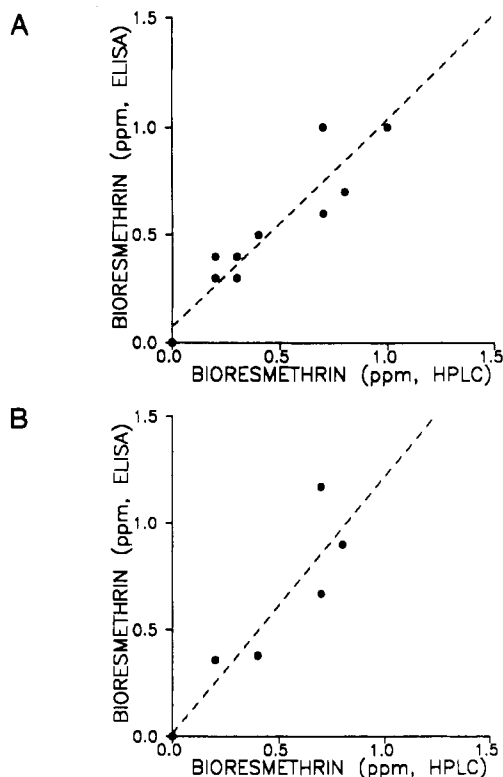 A
BIORESMETHRIN (ppm, ELISA)
1.5
1.0
0.5
0.0
0.0 0.5 1.0 1.5
BIORESMETHRIN (ppm, HPLC)
B
BIORESMETHRIN (ppm, ELISA)
1.5
1.0
0.5
0.0
0.0 0.5 1.0 1.5
BIORESMETHRIN (ppm, HPLC)